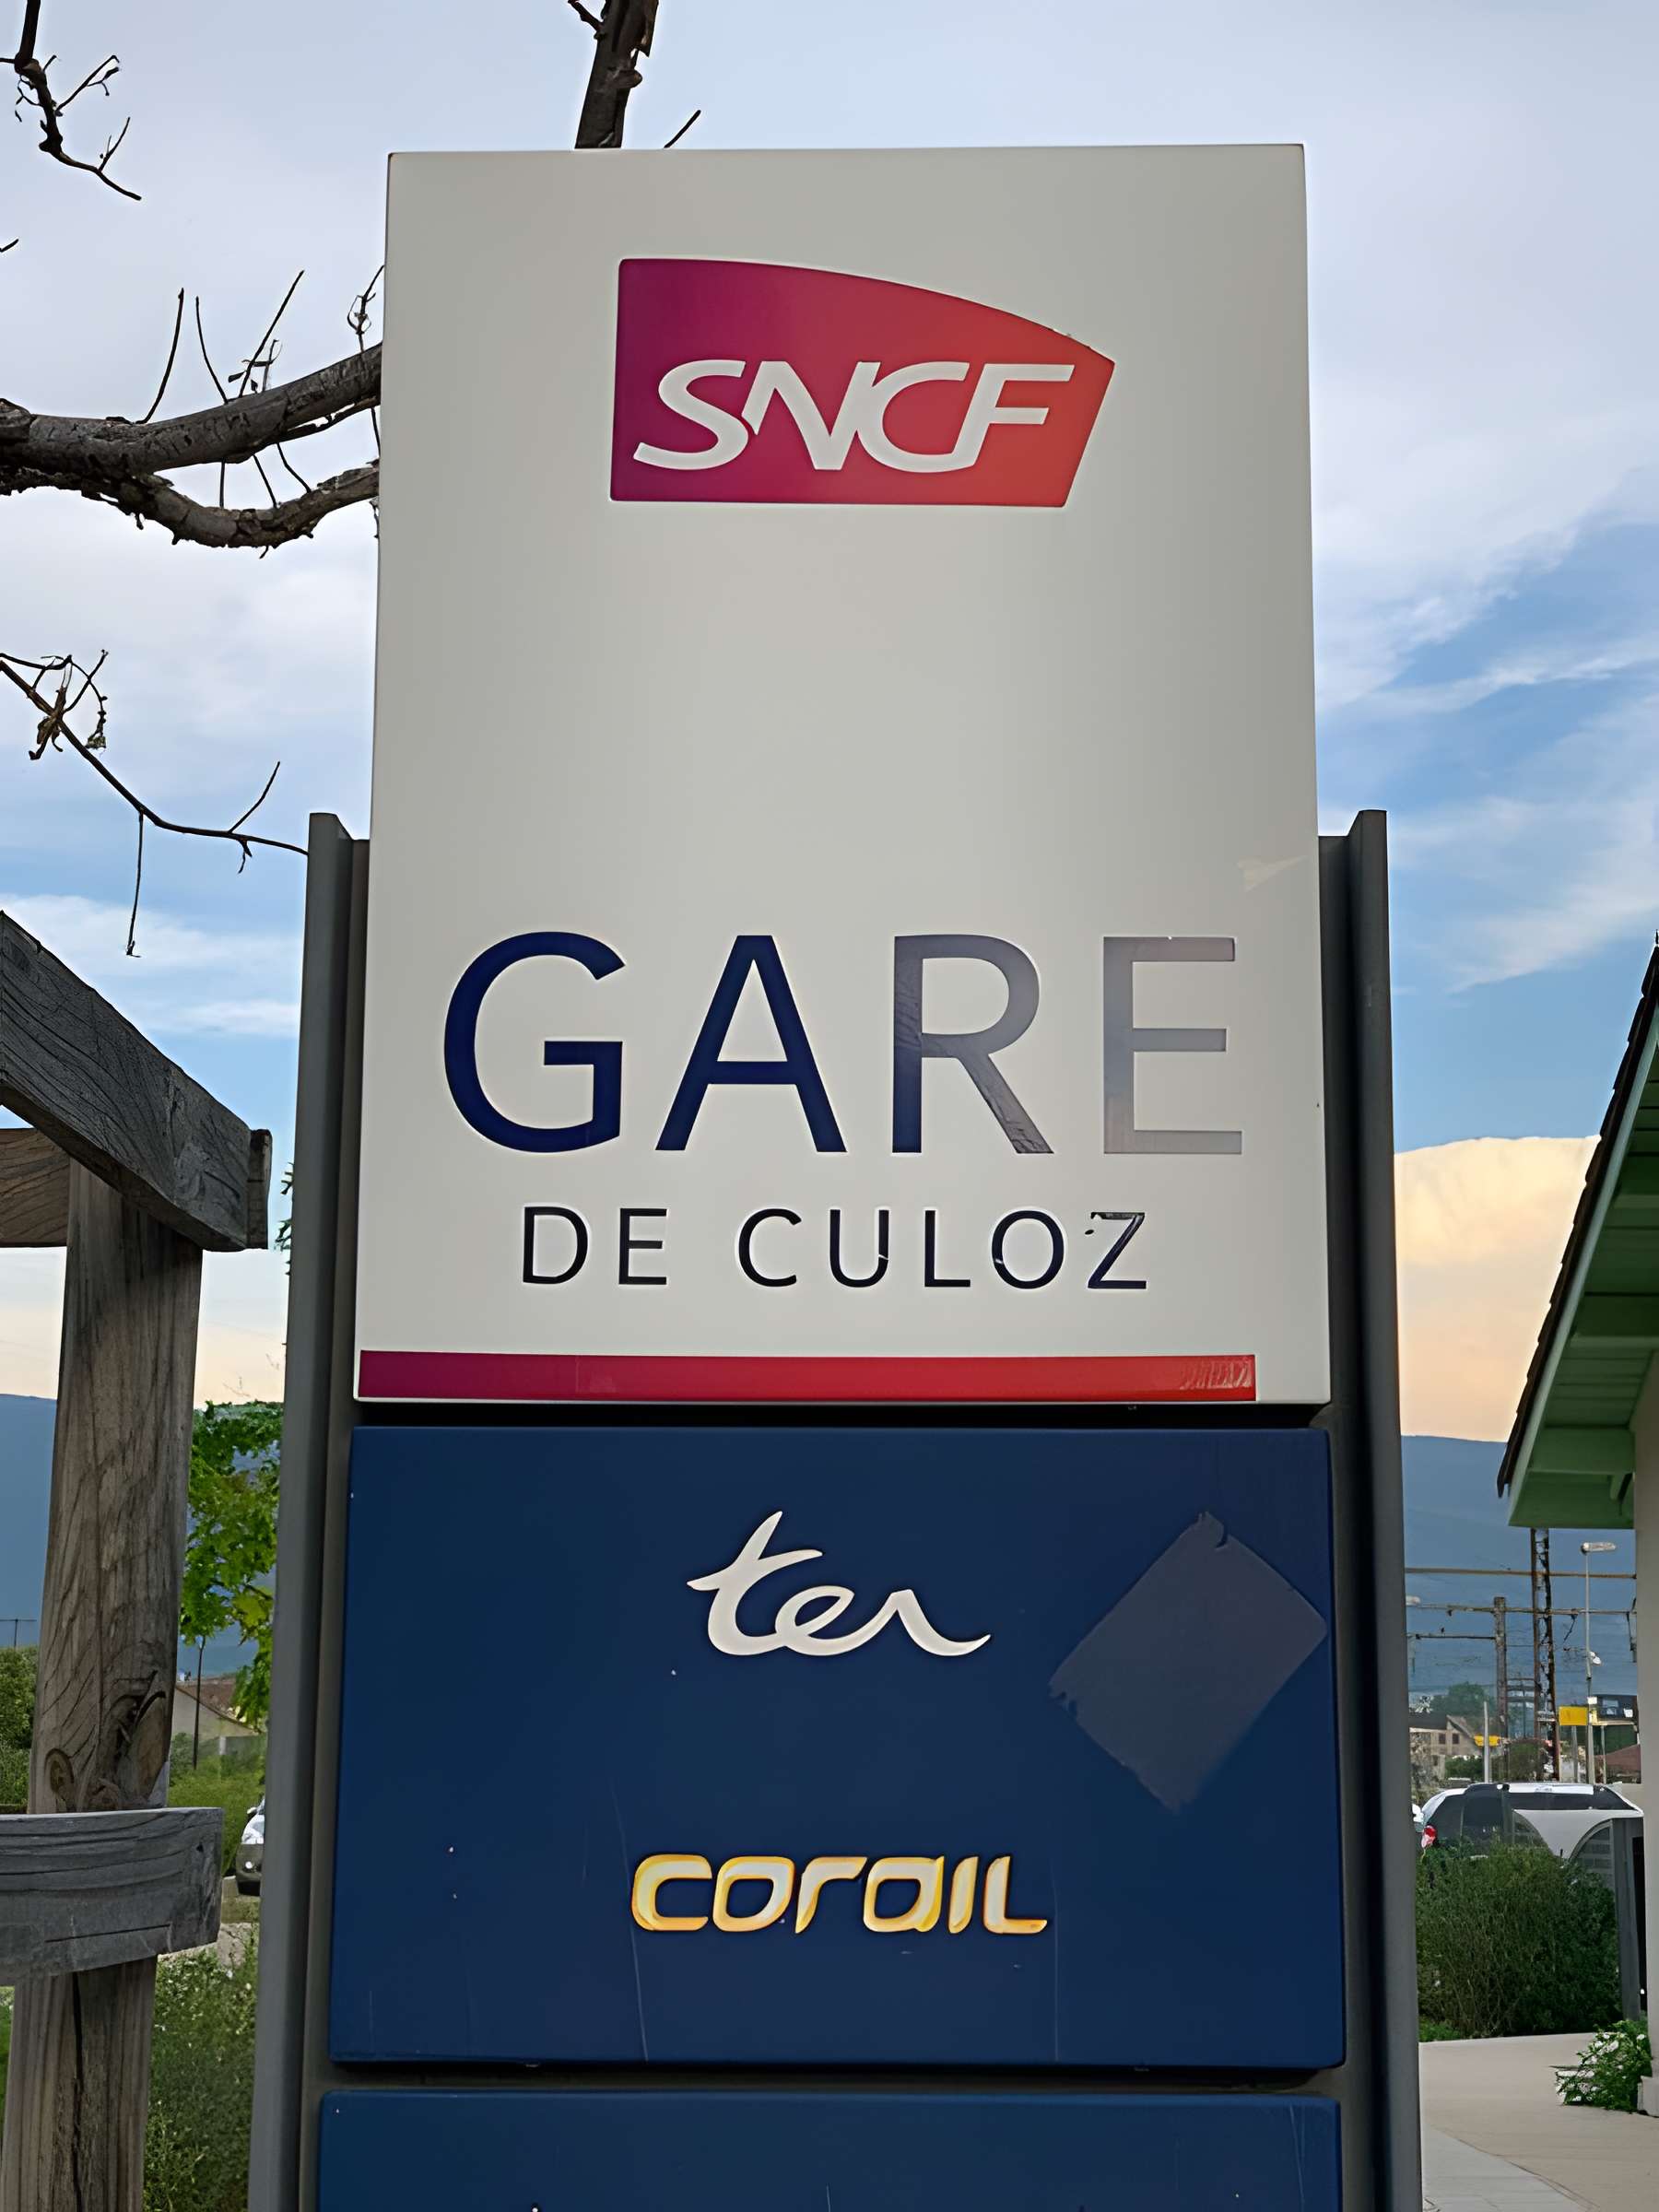 SNCF
GARE
DE CULOZ
ter
corail